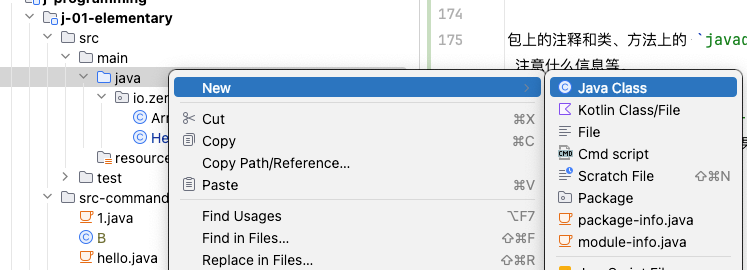 j-programming
j-01-elementary
src
main
java
io.zer
Arr
He
resource
test
src-command
1.java
B
hello.java
174
175
包上的注释和类、方法上的 `javad
注意什么信息等。
New
Cut ⌘X
Copy ⌘C
Copy Path/Reference...
Paste ⌘V
Find Usages ⌥F7
Find in Files... ⇧⌘F
Replace in Files... ⇧⌘R
Java Class
Kotlin Class/File
File
CMD Cmd script
Scratch File ⇧⌘N
Package
package-info.java
module-info.java